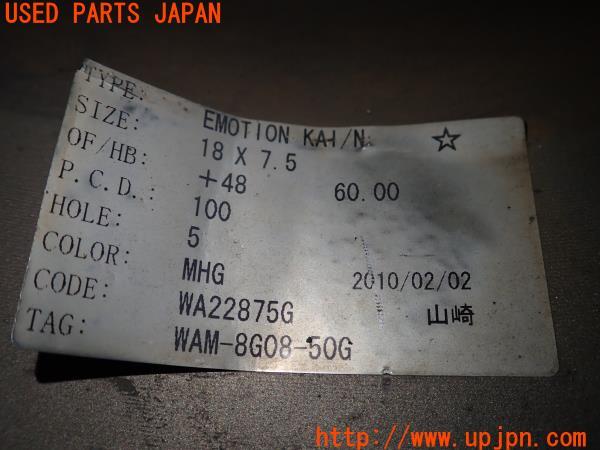 USED PARTS JAPAN
TYPE: EMOTION KAI/N ☆
SIZE: 18 X 7.5
OF/HB: +48 60.00
P.C.D.: 100
HOLE: 5
COLOR: MHG 2010/02/02
CODE: WA22875G 山崎
TAG: WAM-8G08-50G
http://www.upjpn.com